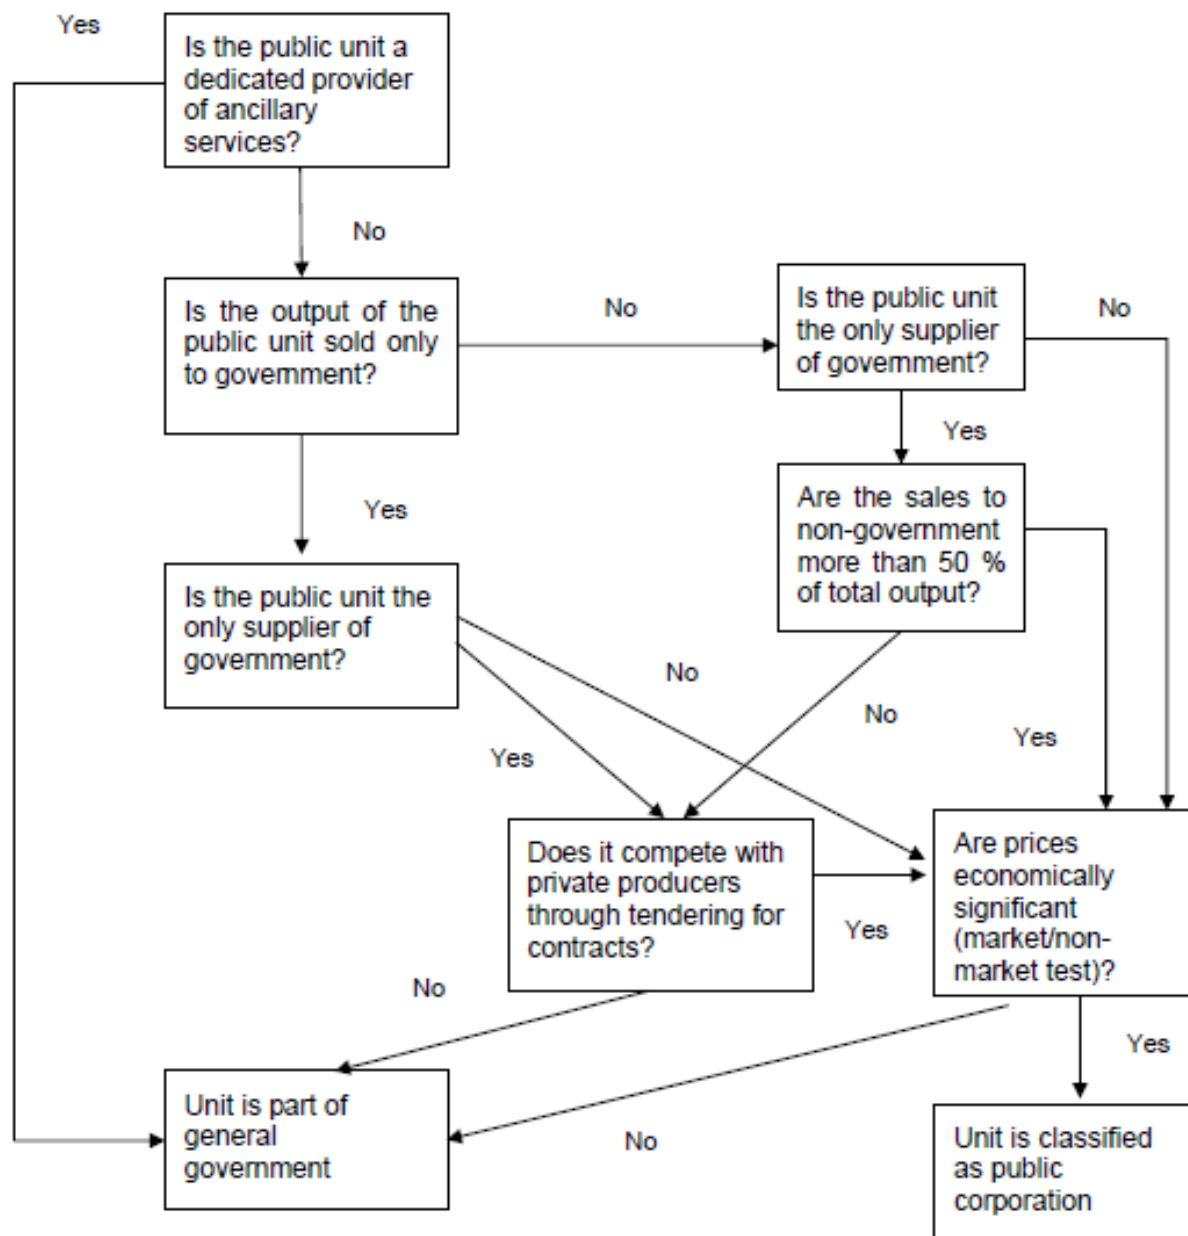 Yes
Is the public unit a
dedicated provider
of ancillary
services?
No
Is the output of the
public unit sold only
to government?
No
Is the public unit
the only supplier
of government?
No
Yes
Are the sales to
non-government
more than 50 %
of total output?
Yes
Is the public unit the
only supplier of
government?
No
No
Yes
Yes
Does it compete with
private producers
through tendering for
contracts?
Yes
Are prices
economically
significant
(market/non-
market test)?
No
Yes
Unit is part of
general
government
No
Unit is classified
as public
corporation